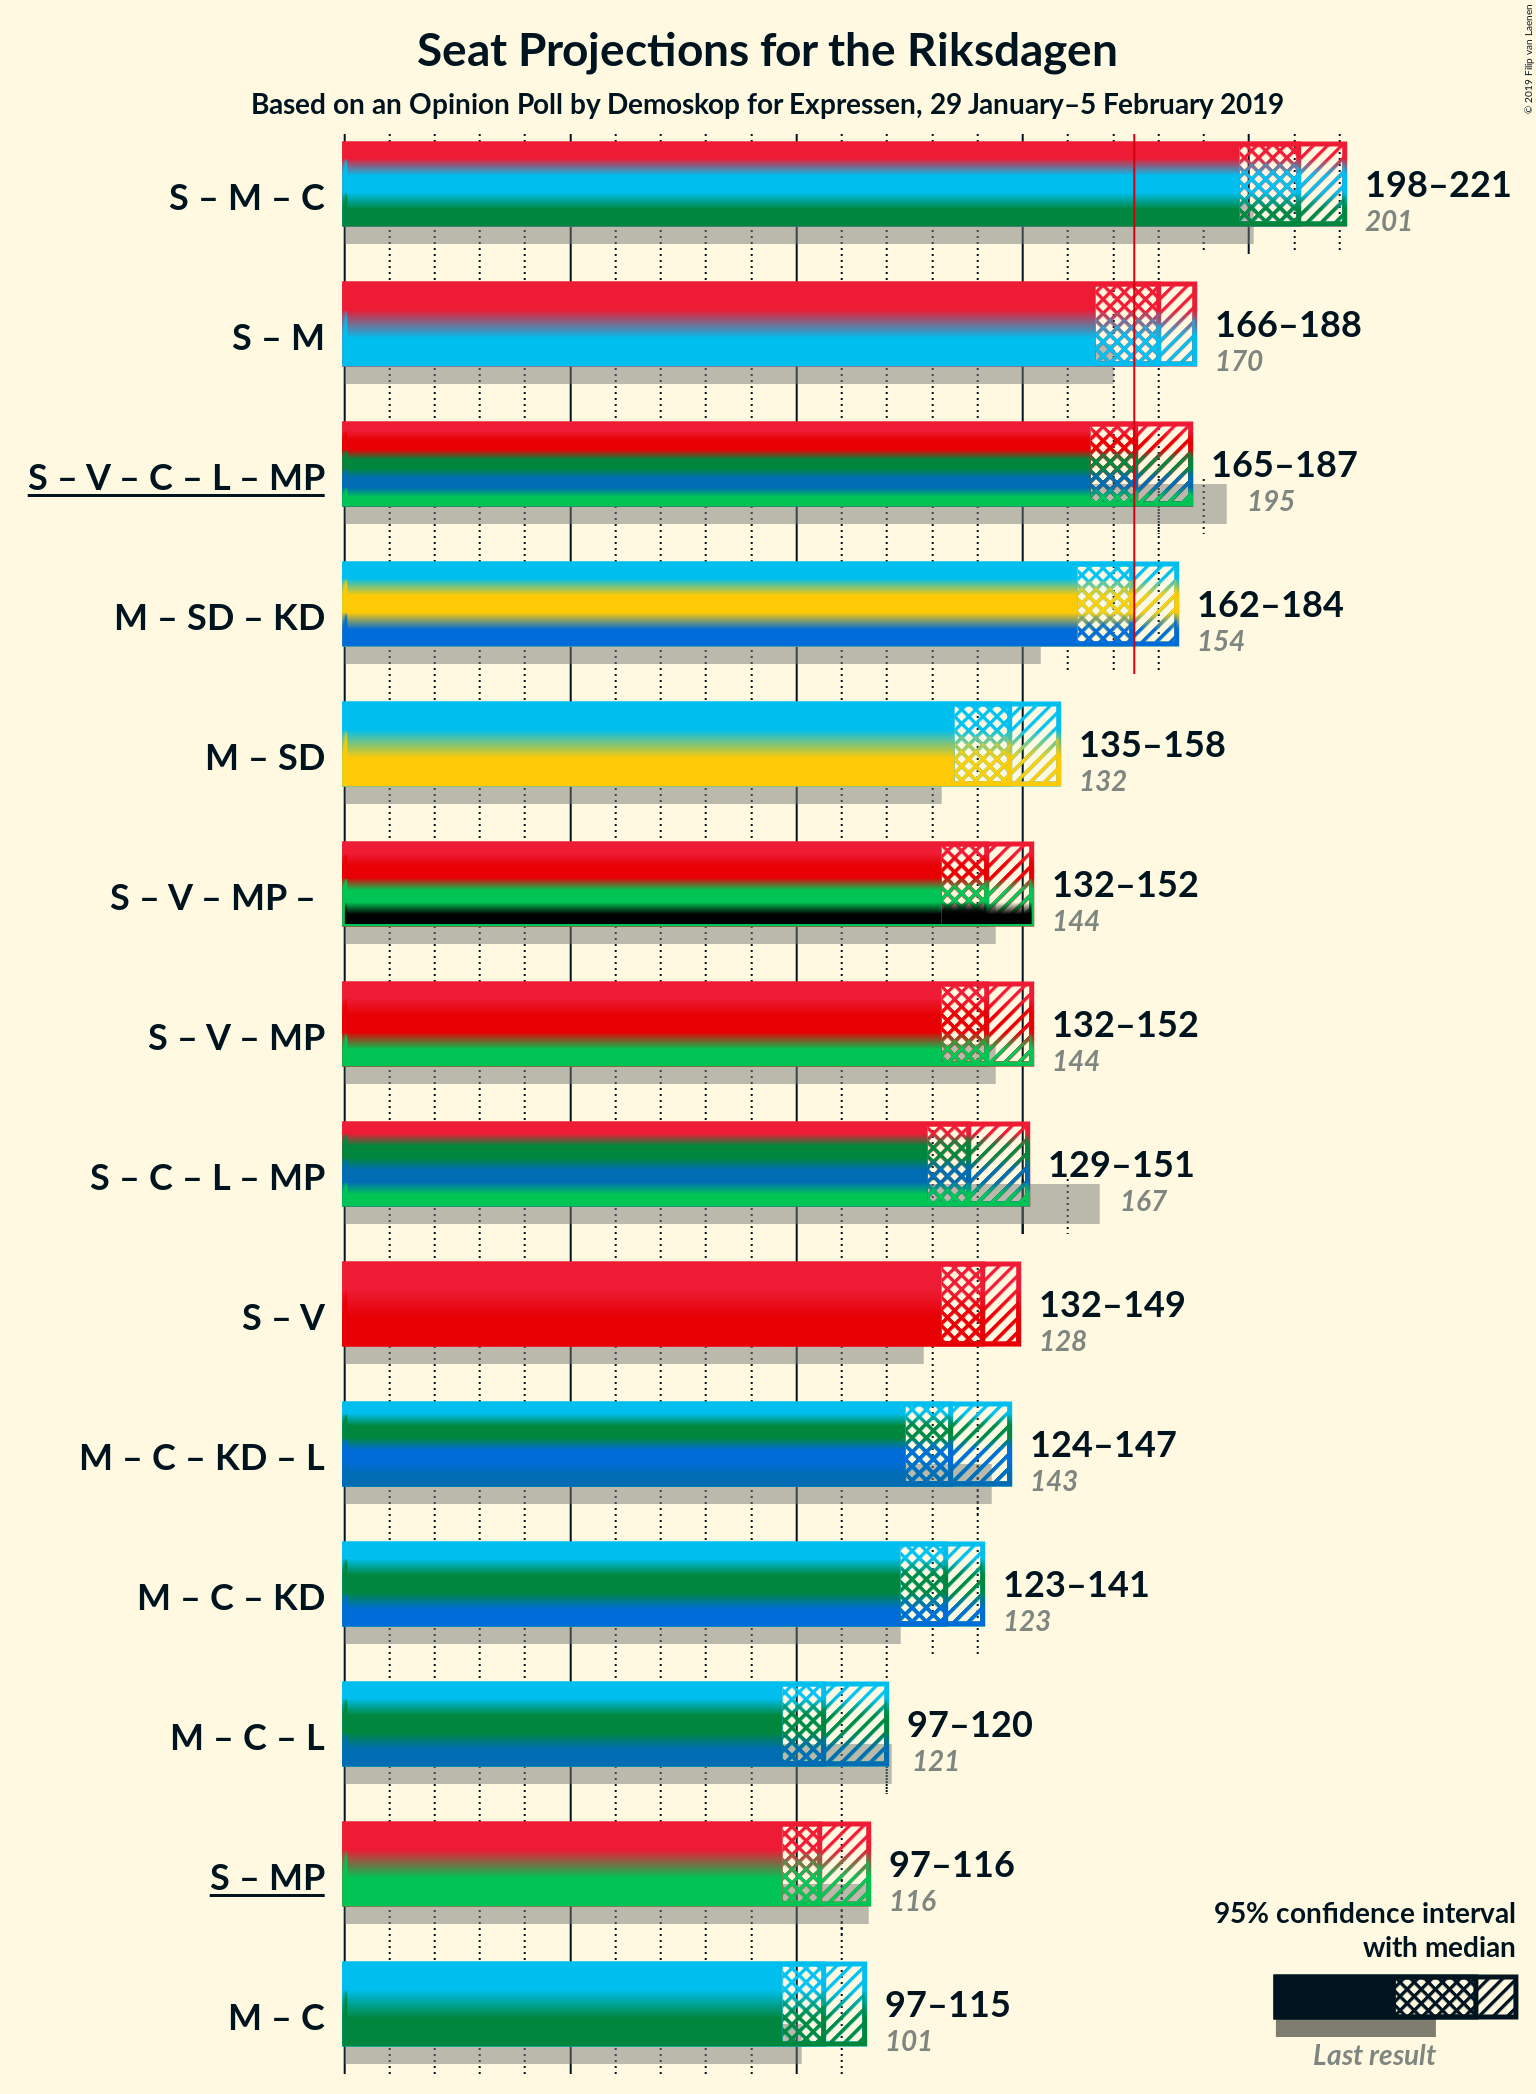 Seat Projections for the Riksdagen
Based on an Opinion Poll by Demoskop for Expressen, 29 January–5 February 2019
© 2019 Filip van Laenen
S – M – C
198–221
201
S – M
166–188
170
S – V – C – L – MP
165–187
195
M – SD – KD
162–184
154
M – SD
135–158
132
S – V – MP –
132–152
144
S – V – MP
132–152
144
S – C – L – MP
129–151
167
S – V
132–149
128
M – C – KD – L
124–147
143
M – C – KD
123–141
123
M – C – L
97–120
121
S – MP
97–116
116
M – C
97–115
101
95% confidence interval
with median
Last result